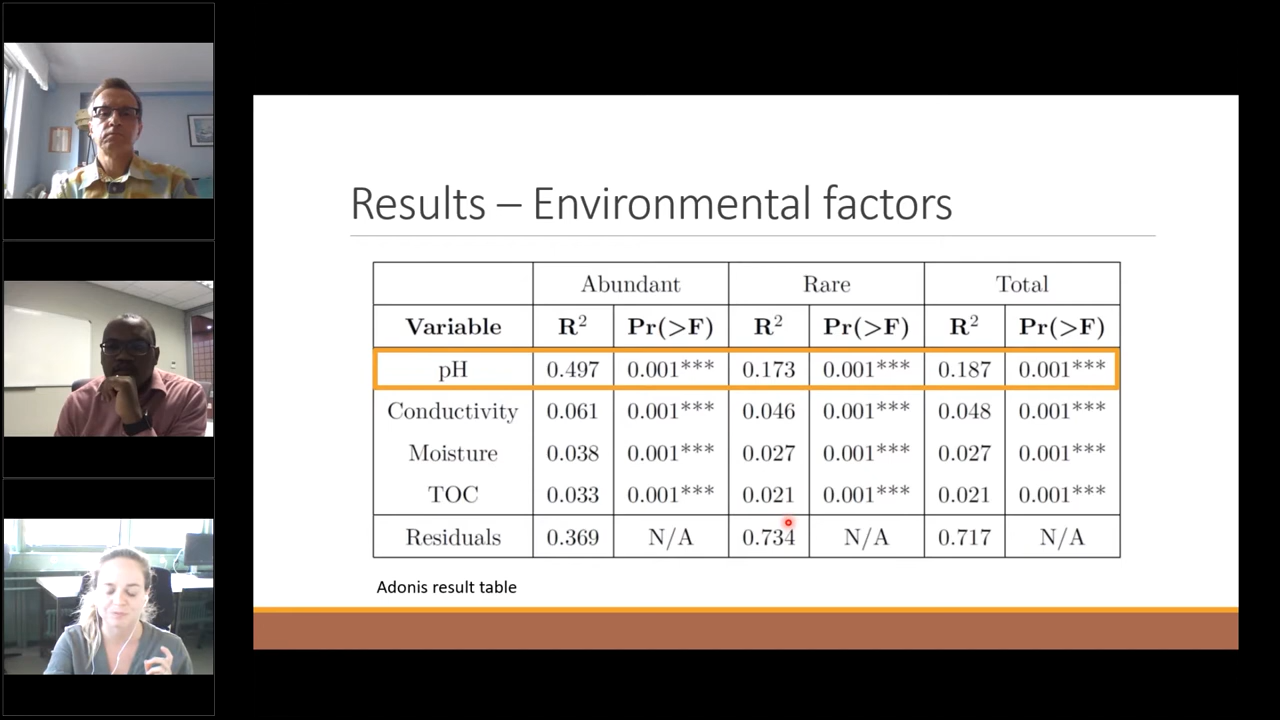 Results – Environmental factors
Abundant Rare Total
Variable R² Pr(>F) R² Pr(>F) R² Pr(>F)
pH 0.497 0.001*** 0.173 0.001*** 0.187 0.001***
Conductivity 0.061 0.001*** 0.046 0.001*** 0.048 0.001***
Moisture 0.038 0.001*** 0.027 0.001*** 0.027 0.001***
TOC 0.033 0.001*** 0.021 0.001*** 0.021 0.001***
Residuals 0.369 N/A 0.734 N/A 0.717 N/A
Adonis result table